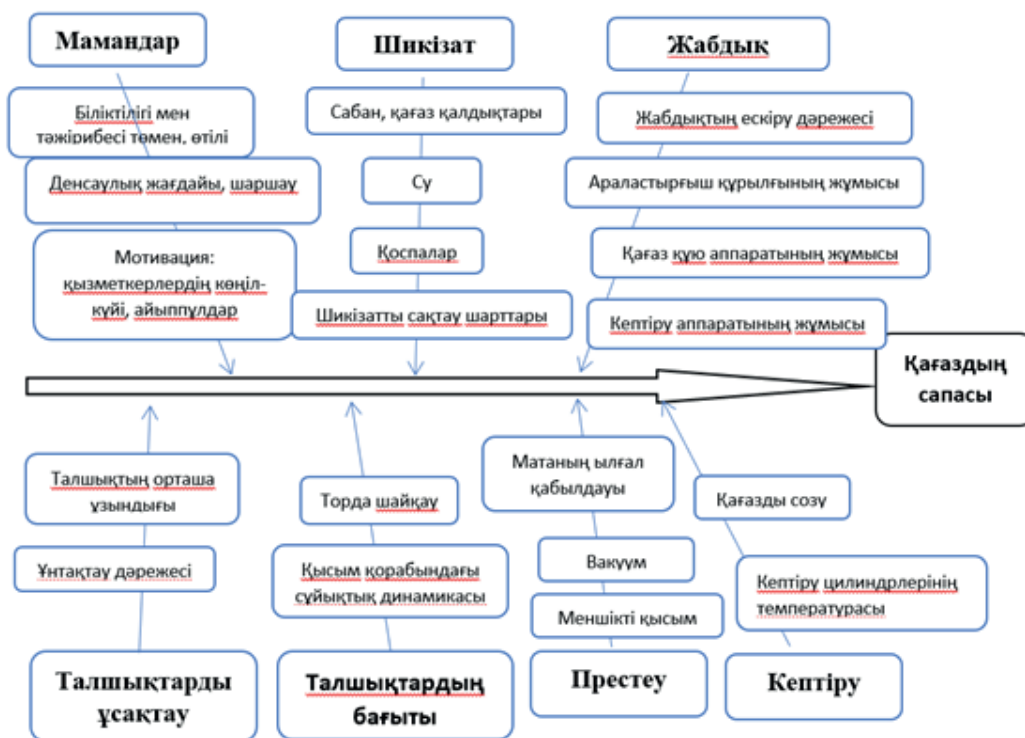 Мамандар
Біліктілігі мен
тәжірибесі төмен, өтілі
Денсаулық жағдайы, шаршау
Мотивация:
қызметкерлердің көңіл-
күйі, айыппұлдар
Шикізат
Сабан, қағаз қалдықтары
Су
Қоспалар
Шикізатты сақтау шарттары
Жабдық
Жабдықтың ескіру дәрежесі
Араластырғыш құрылғының жұмысы
Қағаз құю аппаратының жұмысы
Кептіру аппаратының жұмысы
Қағаздың
сапасы
Талшықтың орташа
ұзындығы
Ұнтақтау дәрежесі
Талшықтарды
ұсақтау
Торда шайқау
Қысым қорабындағы
сұйықтық динамикасы
Талшықтардың
бағыты
Матаның ылғал
қабылдауы
Вакуум
Меншікті қысым
Престеу
Қағазды созу
Кептіру цилиндрлерінің
температурасы
Кептіру